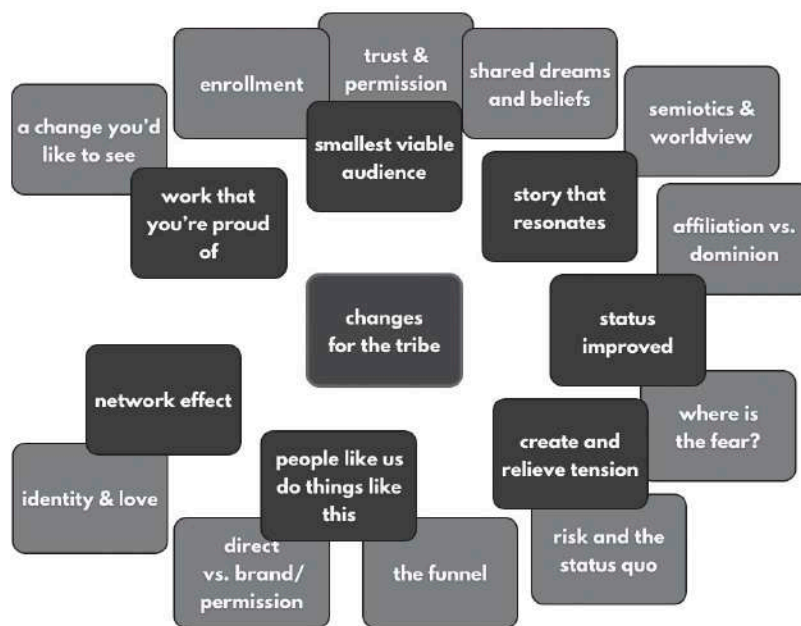 enrollment
trust &
permission
shared dreams
and beliefs
semiotics &
worldview
a change you'd
like to see
smallest viable
audience
work that
you're proud
of
story that
resonates
affiliation vs.
dominion
changes
for the tribe
status
improved
network effect
where is
the fear?
create and
relieve tension
people like us
do things like
this
identity & love
direct
vs. brand/
permission
the funnel
risk and the
status quo